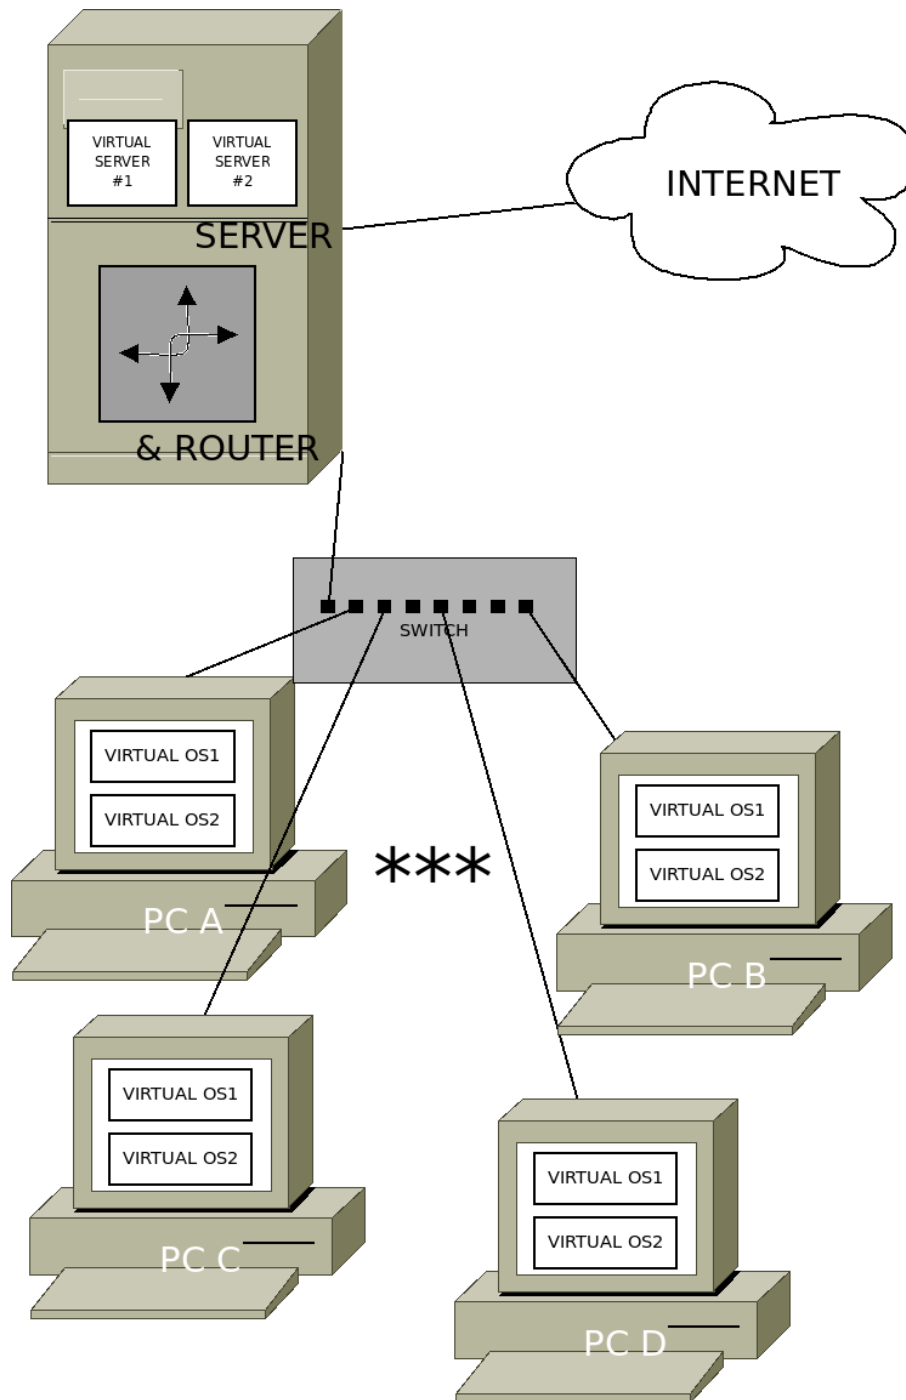 VIRTUAL
SERVER
#1
VIRTUAL
SERVER
#2
INTERNET
SERVER
& ROUTER
SWITCH
VIRTUAL OS1
VIRTUAL OS2
PC A
***
VIRTUAL OS1
VIRTUAL OS2
PC B
VIRTUAL OS1
VIRTUAL OS2
PC C
VIRTUAL OS1
VIRTUAL OS2
PC D